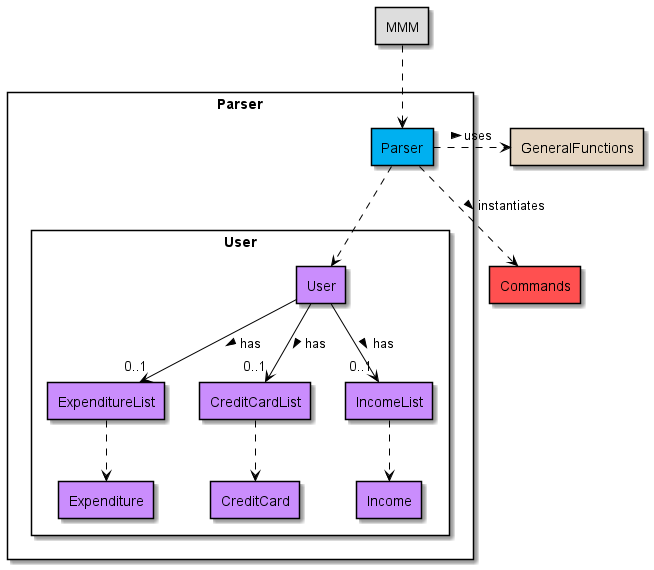 MMM
Parser
Parser
uses
GeneralFunctions
instantiates
User
User
Commands
has
has
has
0..1
0..1
0..1
ExpenditureList
CreditCardList
IncomeList
Expenditure
CreditCard
Income